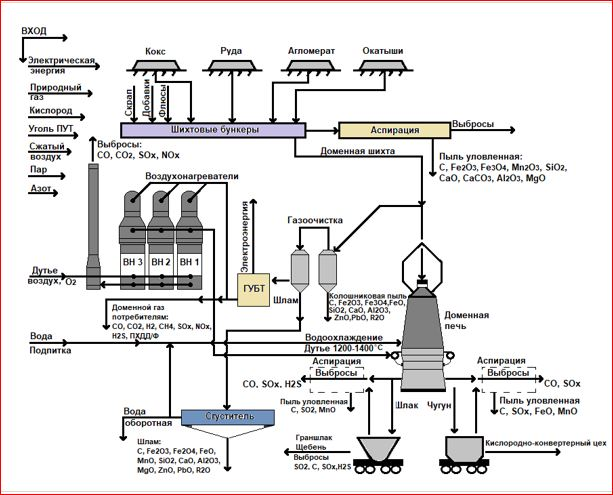 ВХОД
Электрическая
энергия
Природный
газ
Кислород
Уголь ПУТ
Сжатый
воздух
Пар
Азот
Кокс
Руда
Агломерат
Окатыши
Скрап
Добавки
Флюсы
Шихтовые бункеры
Аспирация
Выбросы
Доменная шихта
Пыль уловленная:
C, Fe2O3, Fe3O4, Mn2O3, SiO2,
CaO, CaCO3, Al2O3, MgO
Выбросы:
CO, CO2, SOx, NOx
Воздухонагреватели
ВН 3
ВН 2
ВН 1
Дутье
воздух, O2
Электроэнергия
ГУБТ
Газоочистка
Шлам
Колошниковая пыль
C, Fe2O3, Fe3O4,FeO,
SiO2, CaO, Al2O3,
ZnO,PbO, R2O
Доменная
печь
Доменной газ
потребителям:
CO, CO2, H2, CH4, SOx, NOx,
H2S, ПХДД/Ф
Вода
Подпитка
Водоохлаждение
Дутье 1200-1400°C
Аспирация
Выбросы
CO, SOx, H2S
Пыль уловленная
C, SO2, MnO
Аспирация
Выбросы
CO, SOx
Пыль уловленная
C, SOx, FeO, MnO
Шлак
Чугун
Вода
оборотная
Сгуститель
Шлам:
C, Fe2O3, Fe2O4, FeO,
MnO, SiO2, CaO, Al2O3,
MgO, ZnO, PbO, R2O
Граншлак
Щебень
Выбросы
SO2, C, SOx,H2S
Кислородно-конвертерный цех